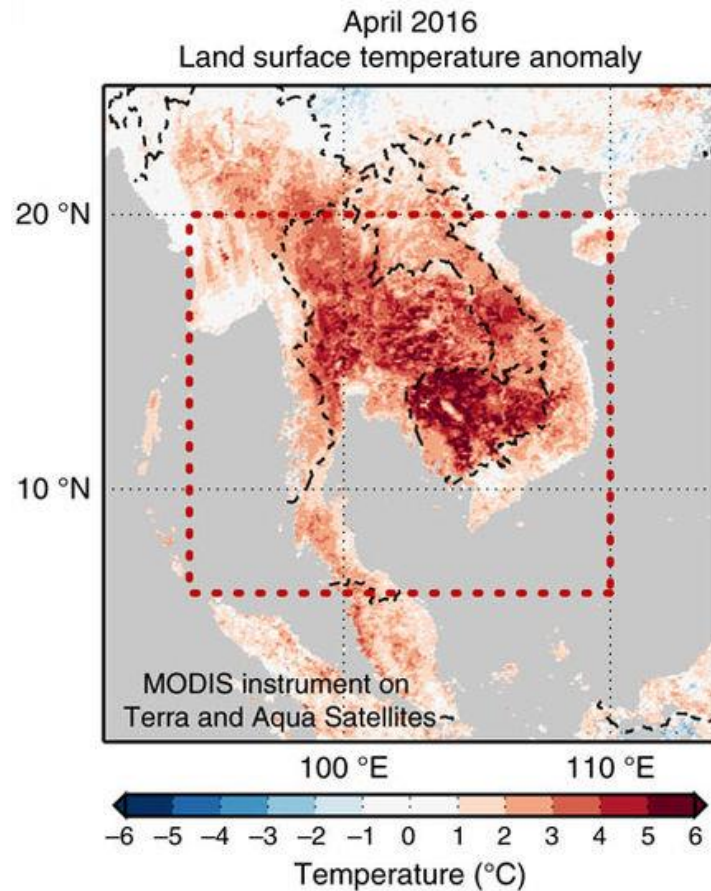 April 2016
Land surface temperature anomaly
20 °N
10 °N
MODIS instrument on
Terra and Aqua Satellites
100 °E 110 °E
–6 –5 –4 –3 –2 –1 0 1 2 3 4 5 6
Temperature (°C)